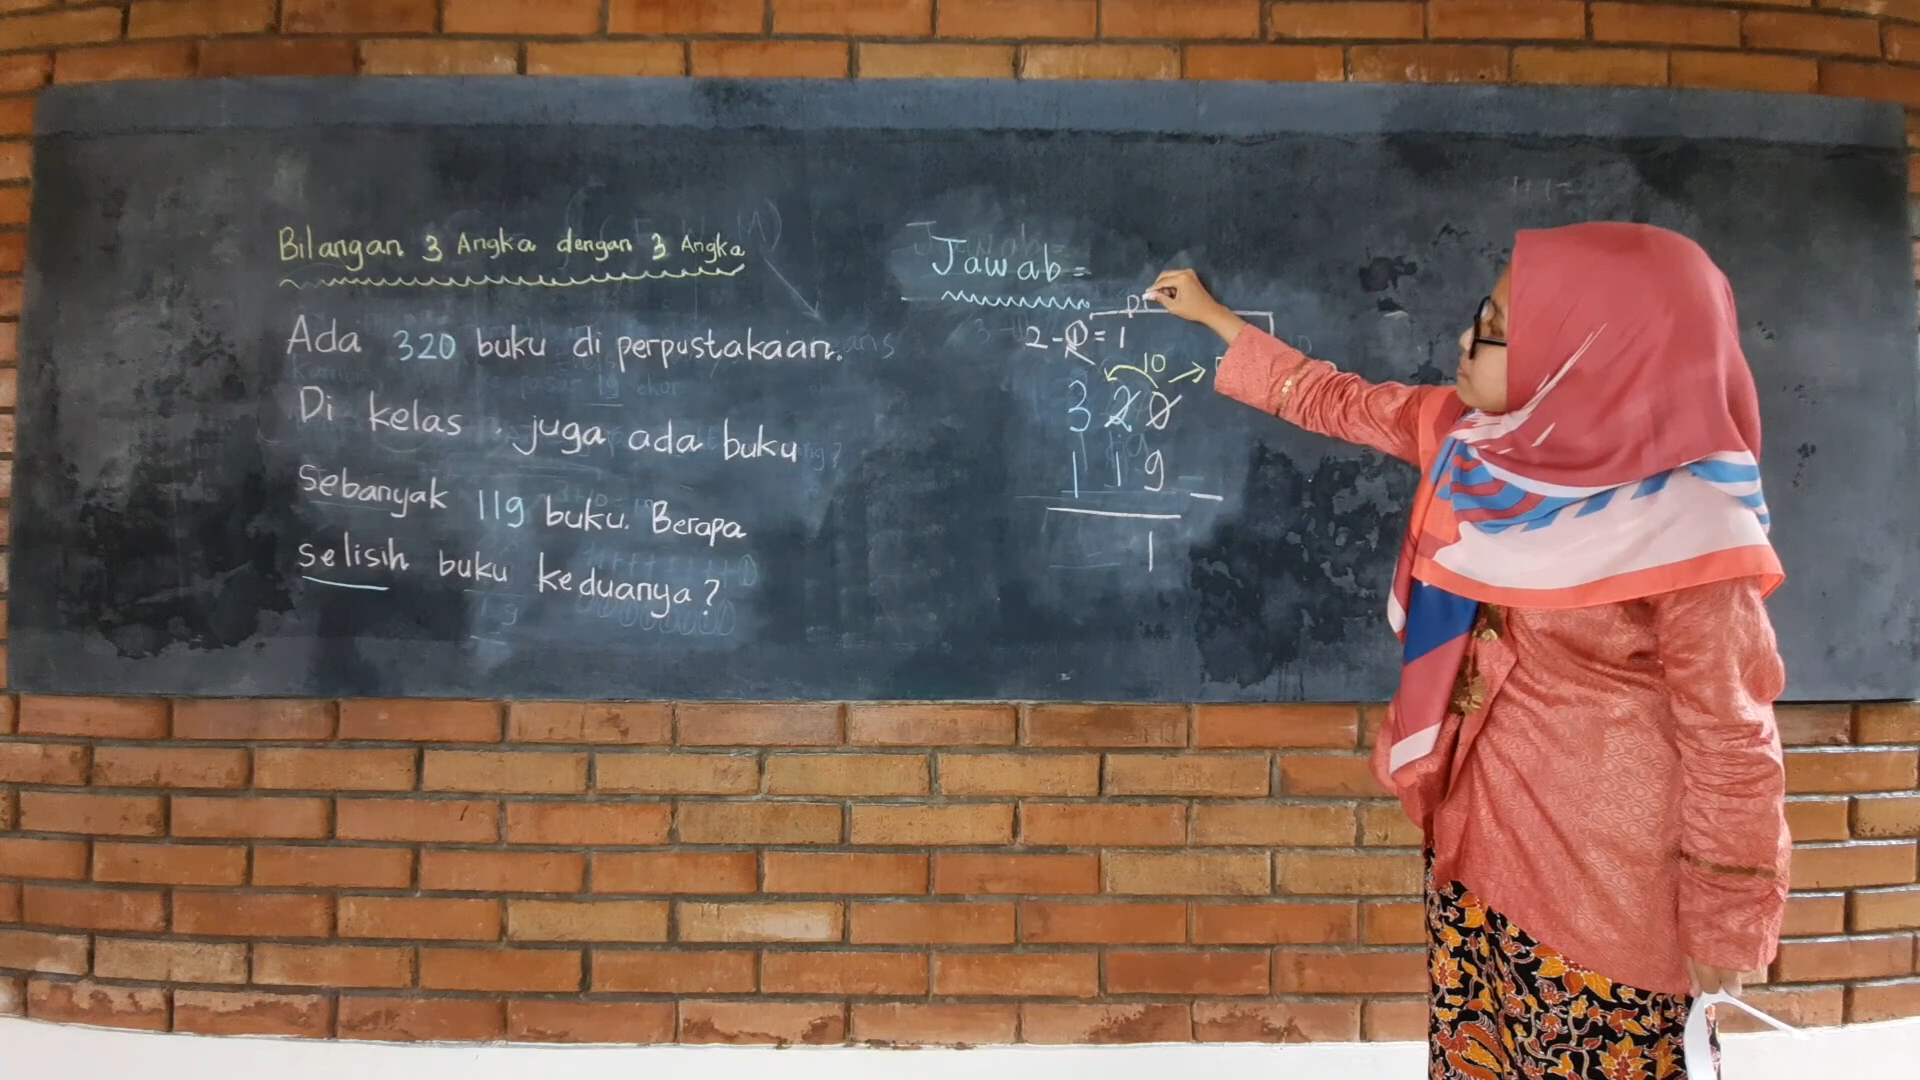 Bilangan 3 Angka dengan 3 Angka
Ada 320 buku di perpustakaan.
Di kelas juga ada buku
sebanyak 119 buku. Berapa
selisih buku keduanya?
Jawab =
2-1=1
10
320
119
1